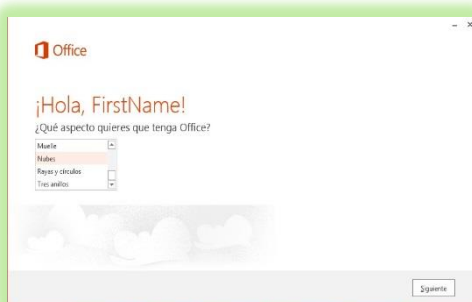 Office
¡Hola, FirstName!
¿Qué aspecto quieres que tenga Office?
Muelle
Nubes
Rayas y círculos
Tres anillos
Siguiente